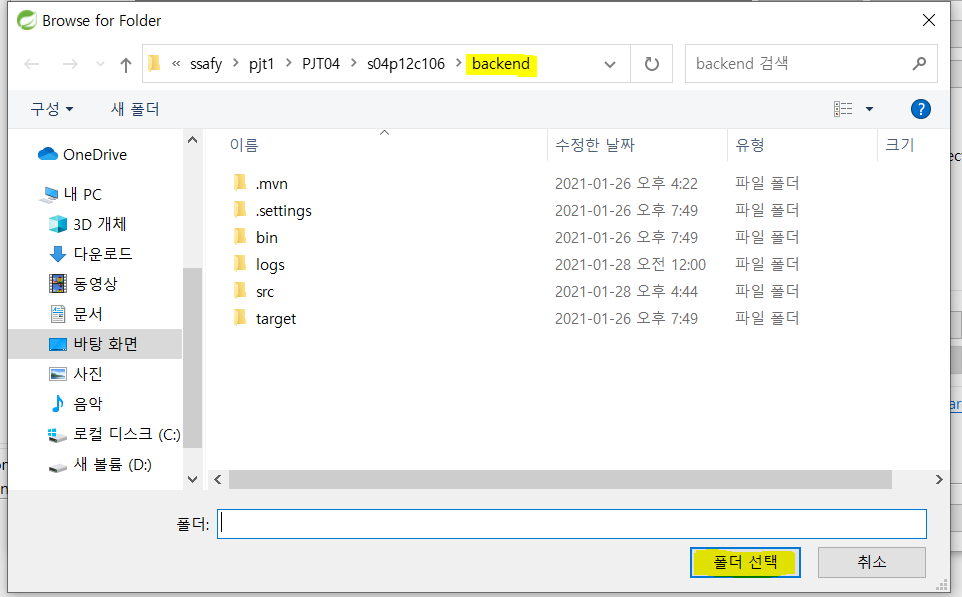 Browse for Folder
« ssafy > pjt1 > PJT04 > s04p12c106 > backend
backend 검색
구성
새 폴더
?
이름 수정한 날짜 유형 크기
OneDrive
내 PC
3D 개체
다운로드
동영상
문서
바탕 화면
사진
음악
로컬 디스크 (C:)
새 볼륨 (D:)
.mvn 2021-01-26 오후 4:22 파일 폴더
.settings 2021-01-26 오후 7:49 파일 폴더
bin 2021-01-26 오후 7:49 파일 폴더
logs 2021-01-28 오전 12:00 파일 폴더
src 2021-01-28 오후 4:44 파일 폴더
target 2021-01-26 오후 7:49 파일 폴더
폴더:
폴더 선택
취소